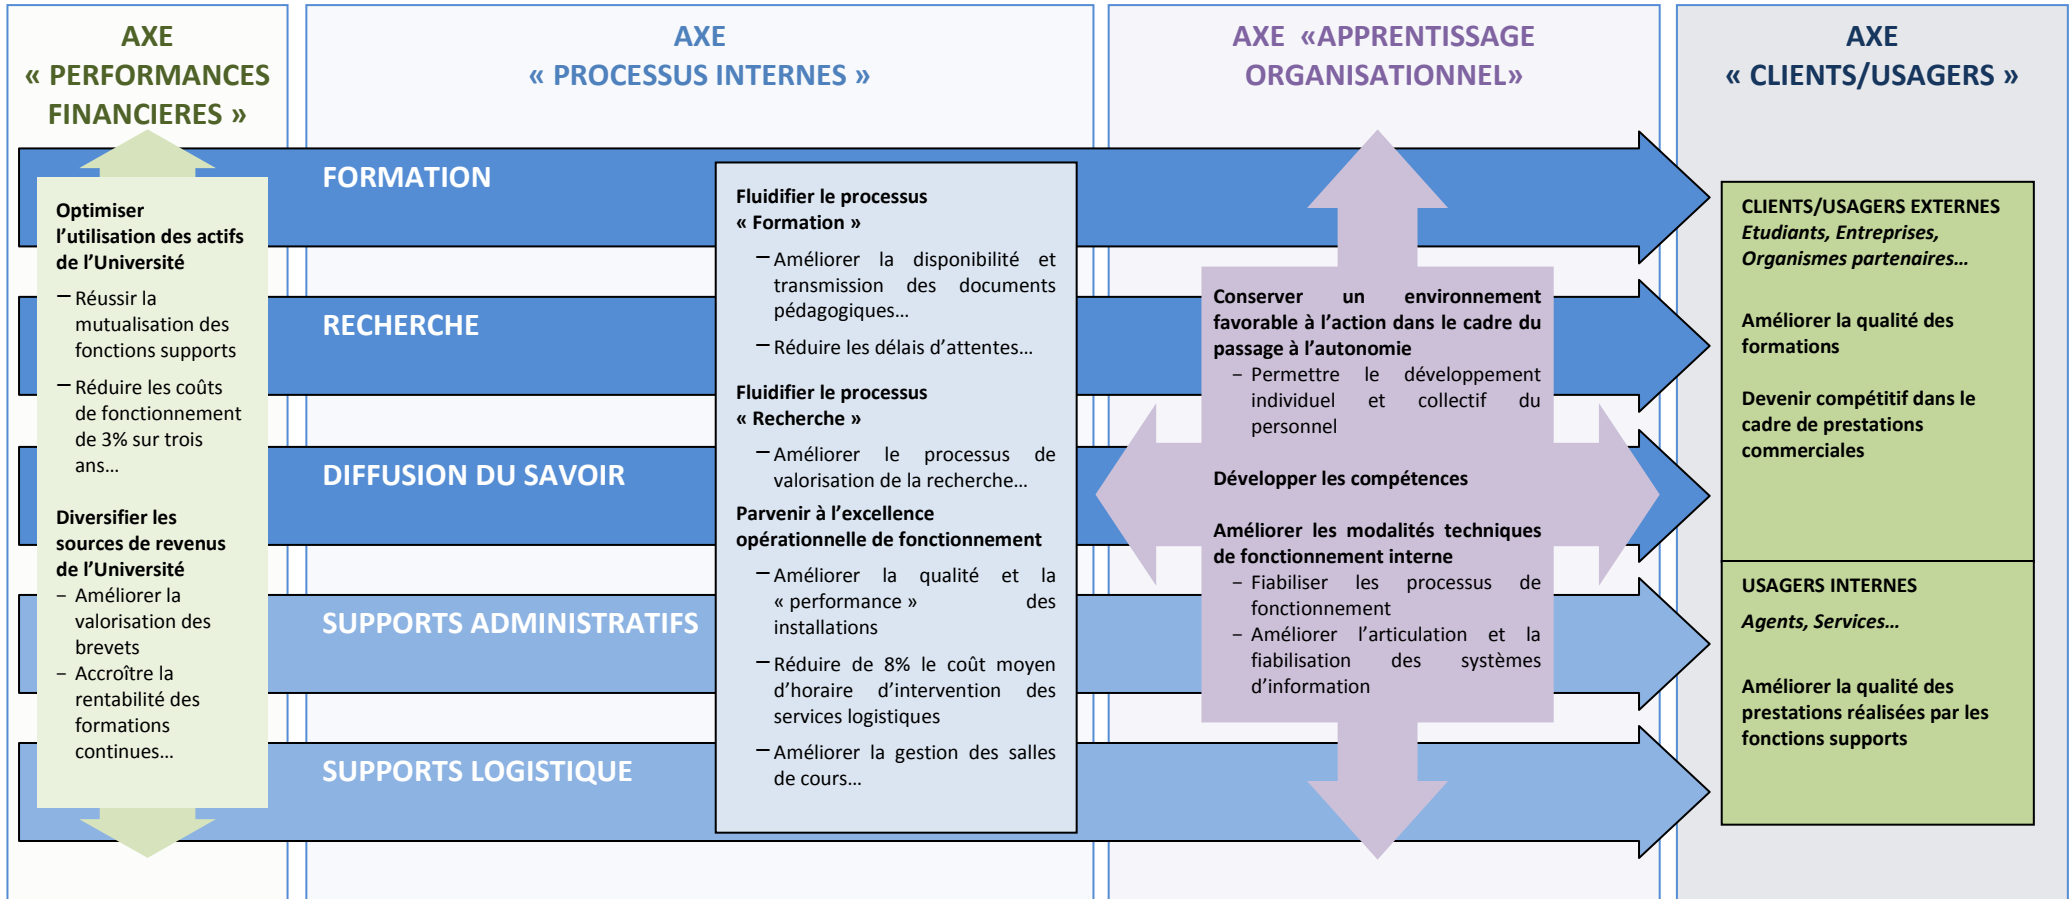 AXE
« PERFORMANCES
FINANCIERES »
AXE
« PROCESSUS INTERNES »
AXE «APPRENTISSAGE
ORGANISATIONNEL»
AXE
« CLIENTS/USAGERS »
FORMATION
RECHERCHE
DIFFUSION DU SAVOIR
SUPPORTS ADMINISTRATIFS
SUPPORTS LOGISTIQUE
Optimiser
l’utilisation des actifs
de l’Université
– Réussir la
mutualisation des
fonctions supports
– Réduire les coûts
de fonctionnement
de 3% sur trois
ans…
Diversifier les
sources de revenus
de l’Université
– Améliorer la
valorisation des
brevets
– Accroître la
rentabilité des
formations
continues…
Fluidifier le processus
« Formation »
– Améliorer la disponibilité et
transmission des documents
pédagogiques…
– Réduire les délais d’attentes…
Fluidifier le processus
« Recherche »
– Améliorer le processus de
valorisation de la recherche…
Parvenir à l’excellence
opérationnelle de fonctionnement
– Améliorer la qualité et la
« performance » des
installations
– Réduire de 8% le coût moyen
d’horaire d’intervention des
services logistiques
– Améliorer la gestion des salles
de cours…
Conserver un environnement
favorable à l’action dans le cadre du
passage à l’autonomie
– Permettre le développement
individuel et collectif du
personnel
Développer les compétences
Améliorer les modalités techniques
de fonctionnement interne
– Fiabiliser les processus de
fonctionnement
– Améliorer l’articulation et la
fiabilisation des systèmes
d’information
CLIENTS/USAGERS EXTERNES
Etudiants, Entreprises,
Organismes partenaires…
Améliorer la qualité des
formations
Devenir compétitif dans le
cadre de prestations
commerciales
USAGERS INTERNES
Agents, Services…
Améliorer la qualité des
prestations réalisées par les
fonctions supports